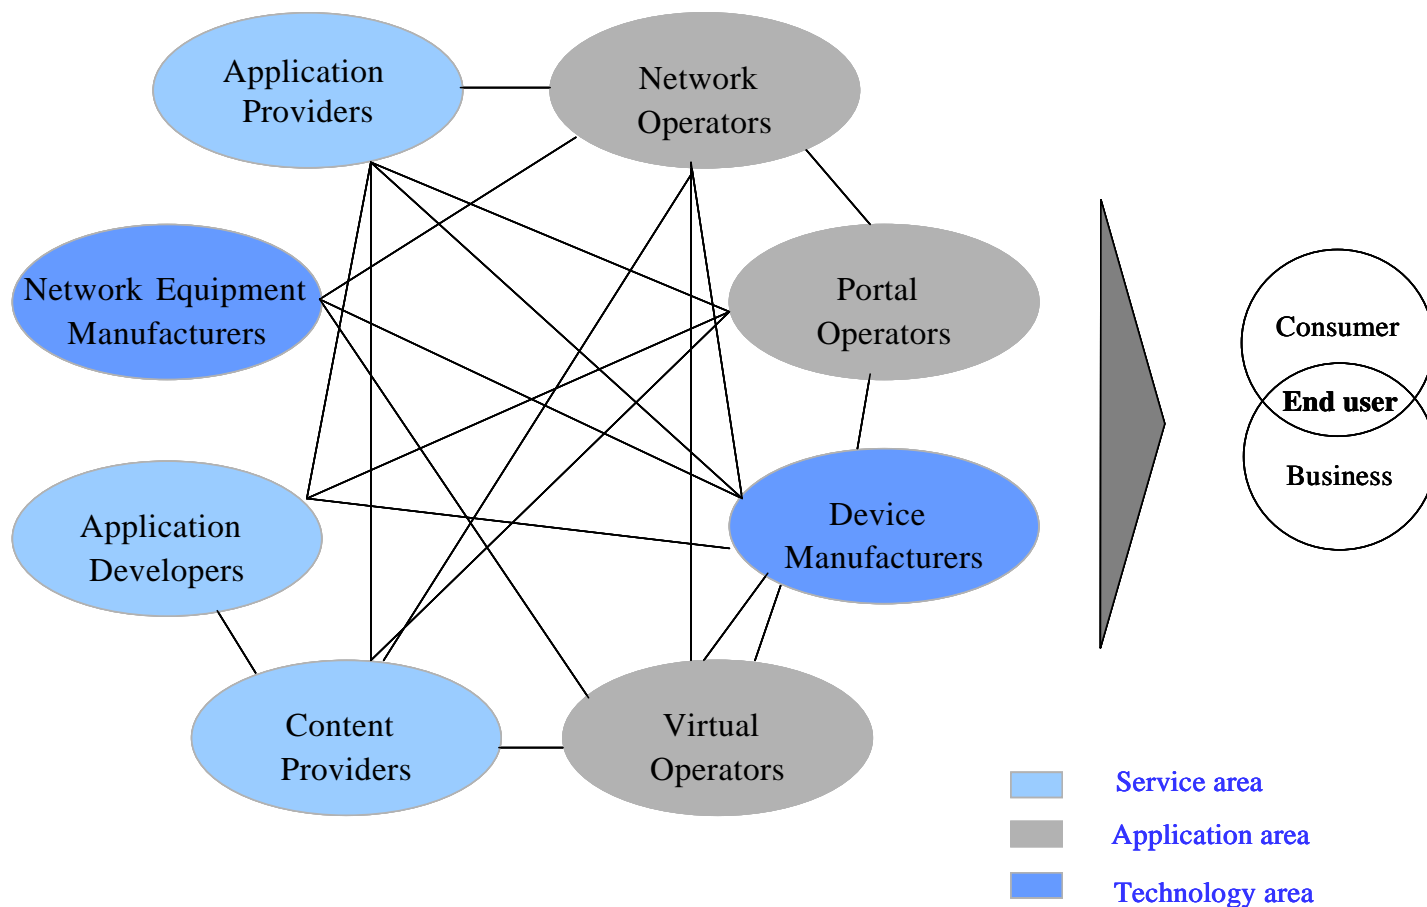 Application
Providers
Network
Operators
Network Equipment
Manufacturers
Portal
Operators
Consumer
End user
Business
Application
Developers
Device
Manufacturers
Content
Providers
Virtual
Operators
Service area
Application area
Technology area